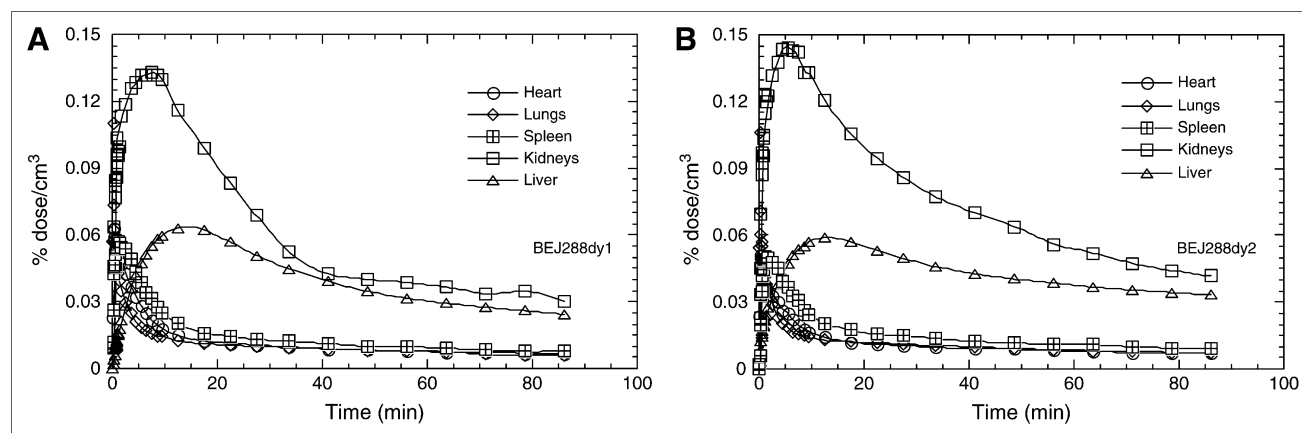 A
% dose/cm³
0.15
0.12
0.09
0.06
0.03
0
Heart
Lungs
Spleen
Kidneys
Liver
BEJ288dy1
0 20 40 60 80 100
Time (min)
B
% dose/cm³
0.15
0.12
0.09
0.06
0.03
0
Heart
Lungs
Spleen
Kidneys
Liver
BEJ288dy2
0 20 40 60 80 100
Time (min)